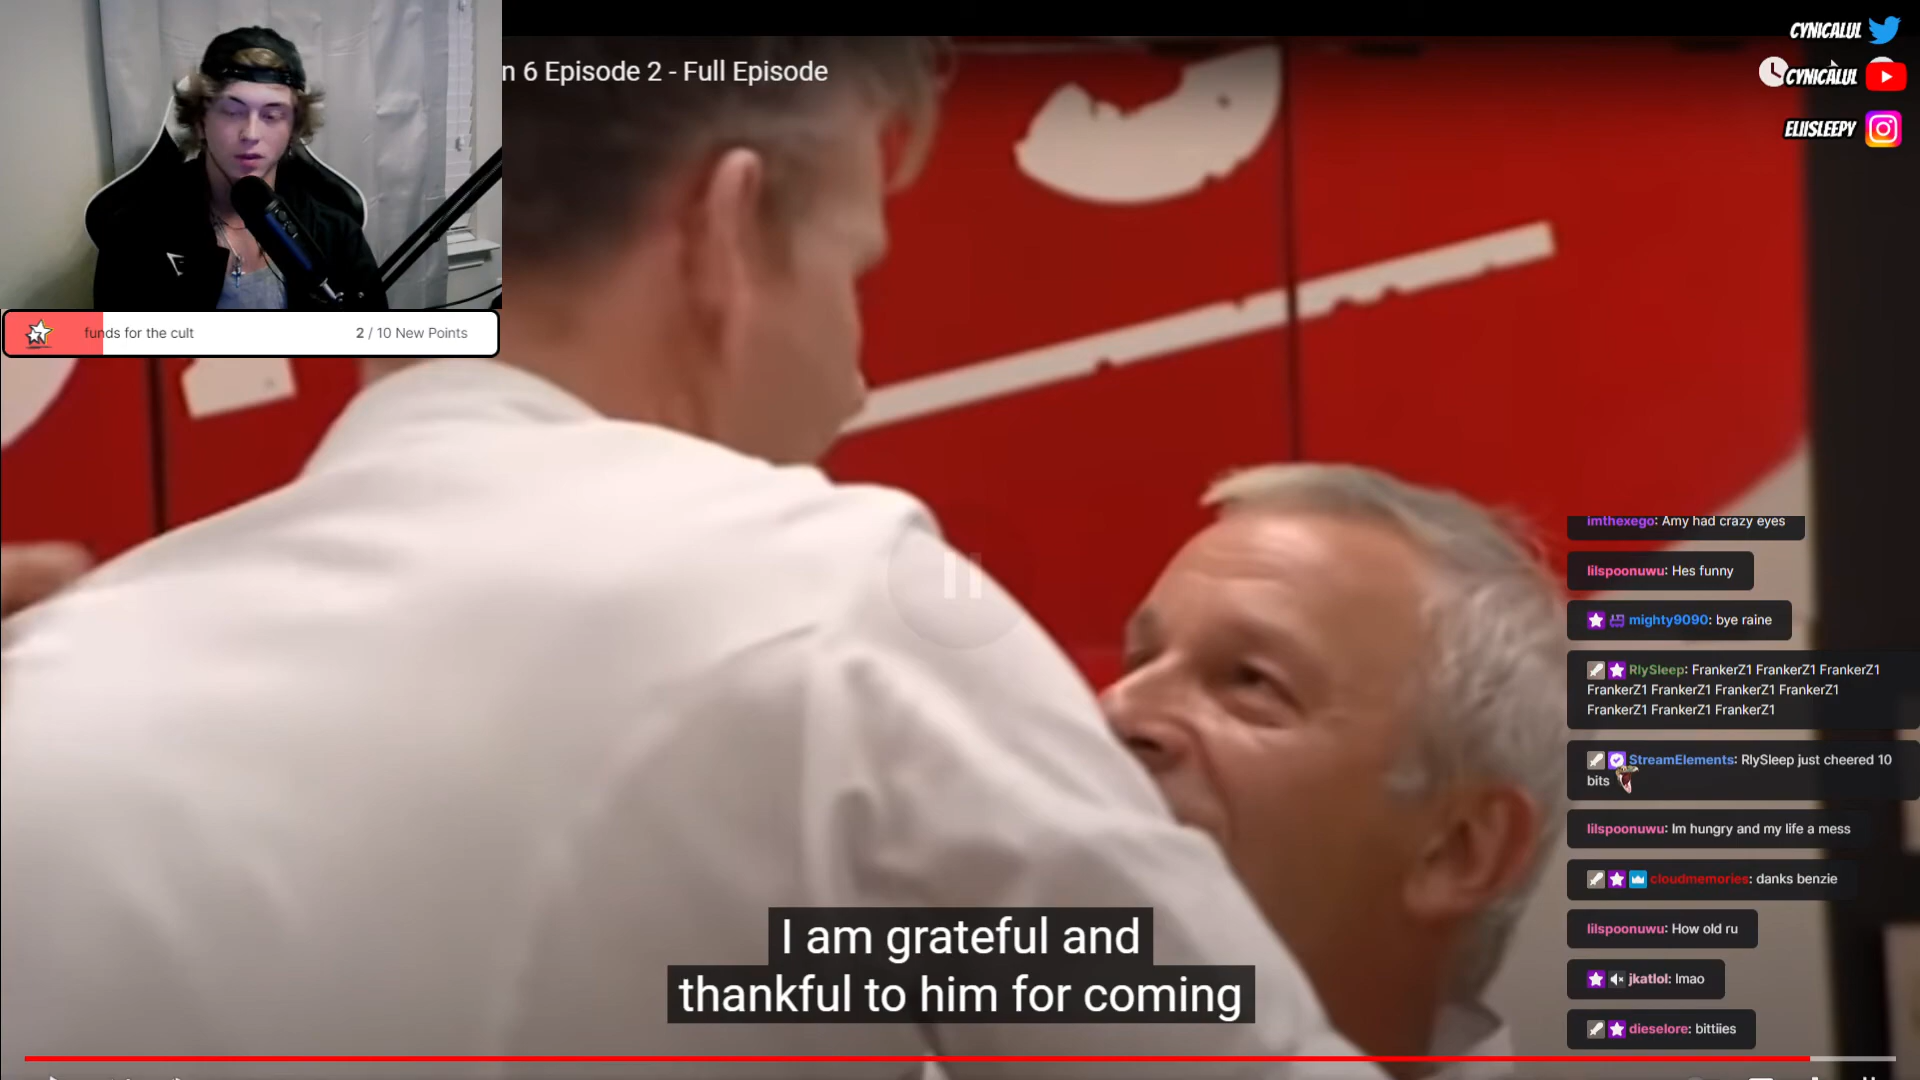 n 6 Episode 2 - Full Episode
CYNICALUL
CYNICALUL
ELIISLEEPY
funds for the cult
2 / 10 New Points
imthexego: Amy had crazy eyes
lilspoonuwu: Hes funny
mighty9090: bye raine
RlySleep: FrankerZ1 FrankerZ1 FrankerZ1
FrankerZ1 FrankerZ1 FrankerZ1 FrankerZ1
FrankerZ1 FrankerZ1 FrankerZ1
StreamElements: RlySleep just cheered 10
bits
lilspoonuwu: Im hungry and my life a mess
cloudmemories: danks benzie
lilspoonuwu: How old ru
jkatlol: lmao
dieselore: bittiies
I am grateful and
thankful to him for coming